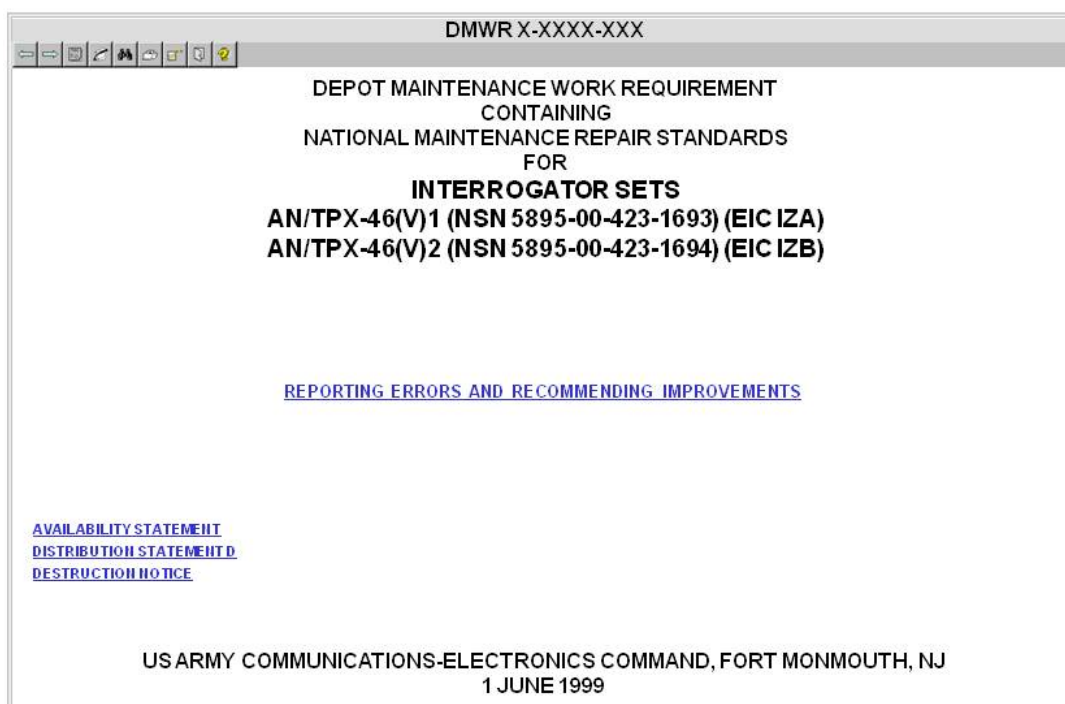 DMWR X-XXXX-XXX
DEPOT MAINTENANCE WORK REQUIREMENT
CONTAINING
NATIONAL MAINTENANCE REPAIR STANDARDS
FOR
INTERROGATOR SETS
AN/TPX-46(V)1 (NSN 5895-00-423-1693) (EIC IZA)
AN/TPX-46(V)2 (NSN 5895-00-423-1694) (EIC IZB)
REPORTING ERRORS AND RECOMMENDING IMPROVEMENTS
AVAILABILITY STATEMENT
DISTRIBUTION STATEMENT D
DESTRUCTION NOTICE
US ARMY COMMUNICATIONS-ELECTRONICS COMMAND, FORT MONMOUTH, NJ
1 JUNE 1999